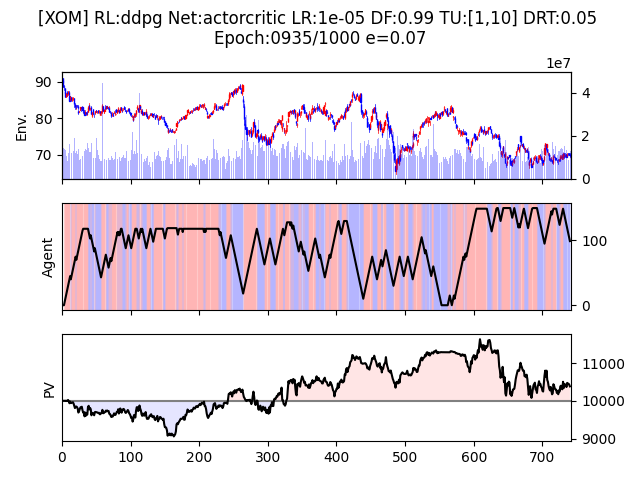 [XOM] RL:ddpg Net:actorcritic LR:1e-05 DF:0.99 TU:[1,10] DRT:0.05
Epoch:0935/1000 e=0.07
1e7
90
80
70
Env.
4
2
0
Agent
100
0
PV
11000
10000
9000
0 100 200 300 400 500 600 700